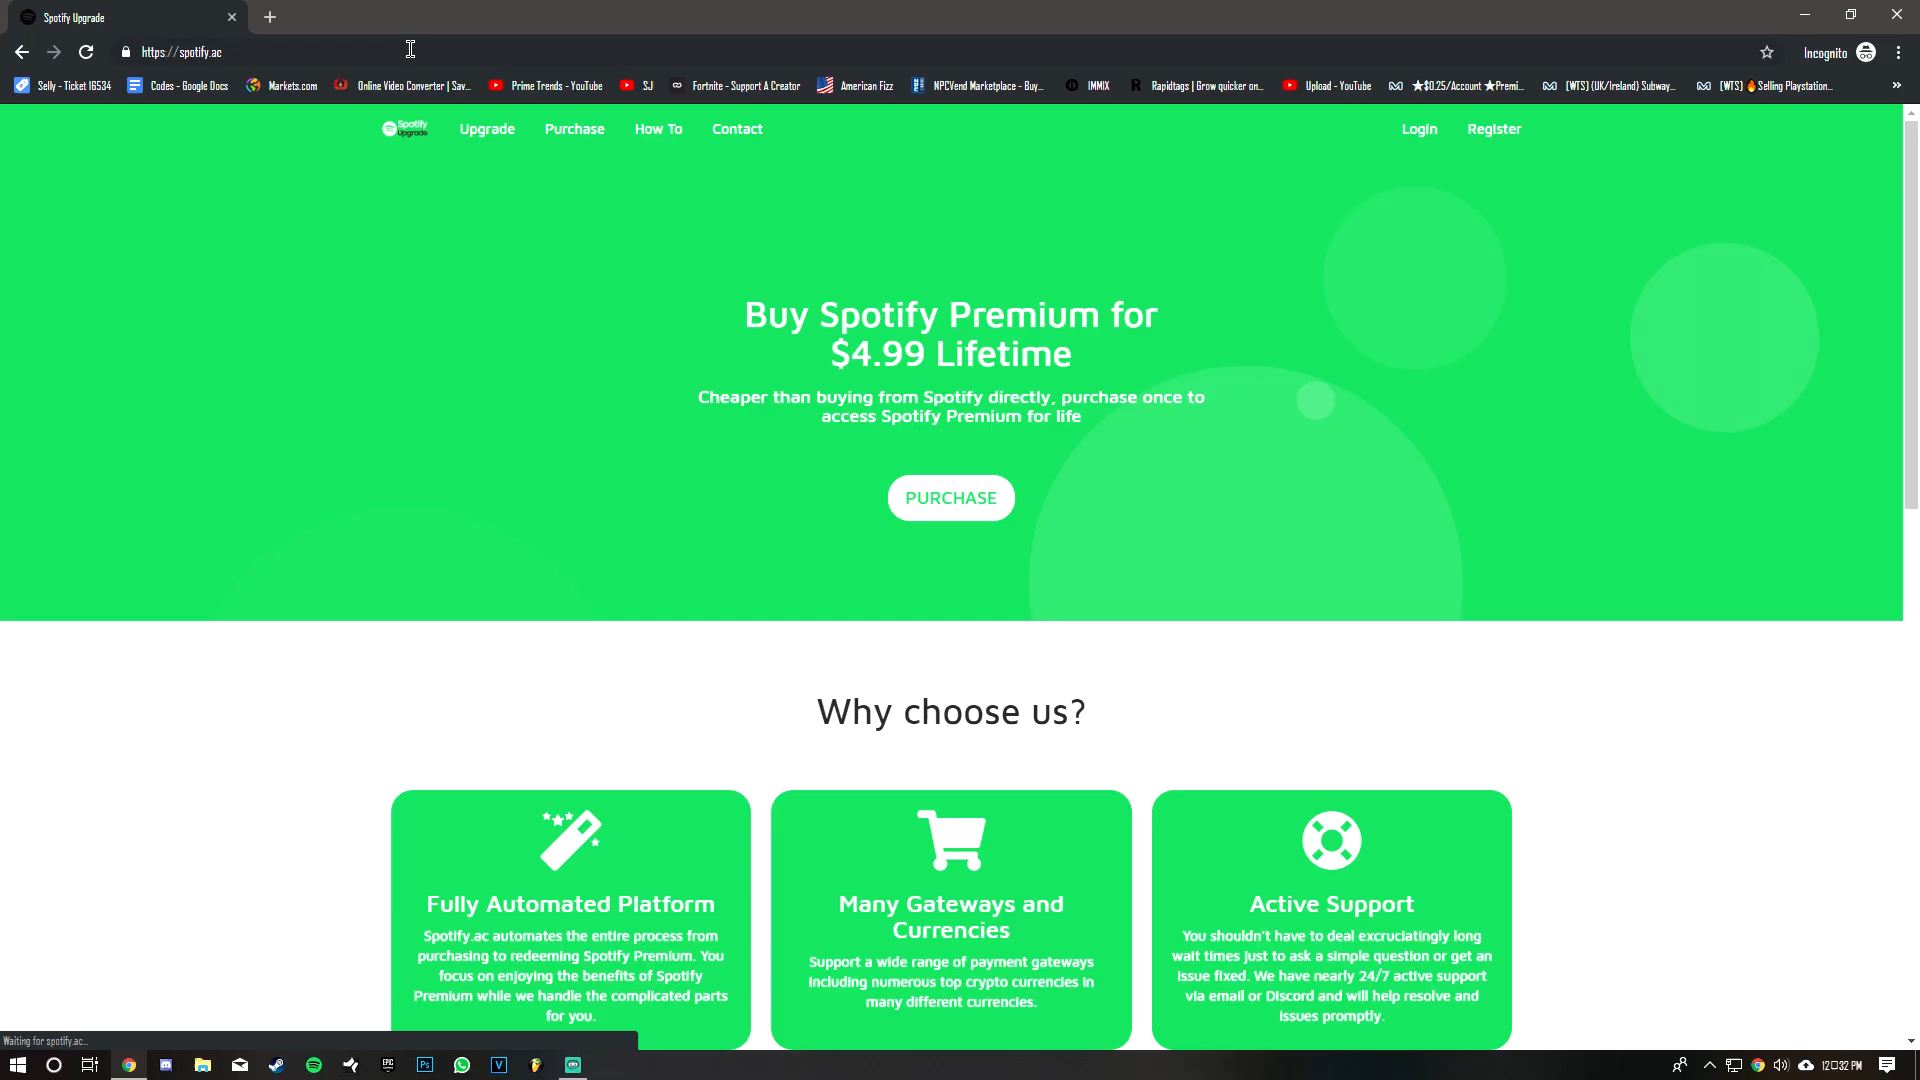 Spotify Upgrade
https://spotify.ac
Incognito
Selly - Ticket 16534
Codes - Google Docs
Markets.com
Online Video Converter | Sav...
Prime Trends - YouTube
SJ
Fortnite - Support A Creator
American Fizz
NPCVend Marketplace - Buy...
IMMIX
Rapidtags | Grow quicker on...
Upload - YouTube
★$0.25/Account ★Premi...
[WTS] (UK/Ireland) Subway...
[WTS] 🔥Selling Playstation...
Spotify
Upgrade
Upgrade
Purchase
How To
Contact
Login
Register
Buy Spotify Premium for
$4.99 Lifetime
Cheaper than buying from Spotify directly, purchase once to
access Spotify Premium for life
PURCHASE
Why choose us?
Fully Automated Platform
Spotify.ac automates the entire process from
purchasing to redeeming Spotify Premium. You
focus on enjoying the benefits of Spotify
Premium while we handle the complicated parts
for you.
Many Gateways and
Currencies
Support a wide range of payment gateways
including numerous top crypto currencies in
many different currencies.
Active Support
You shouldn't have to deal excruciatingly long
wait times just to ask a simple question or get an
issue fixed. We have nearly 24/7 active support
via email or Discord and will help resolve and
issues promptly.
Waiting for spotify.ac...
EPIC
GAMES
Ps
V
12□32 PM